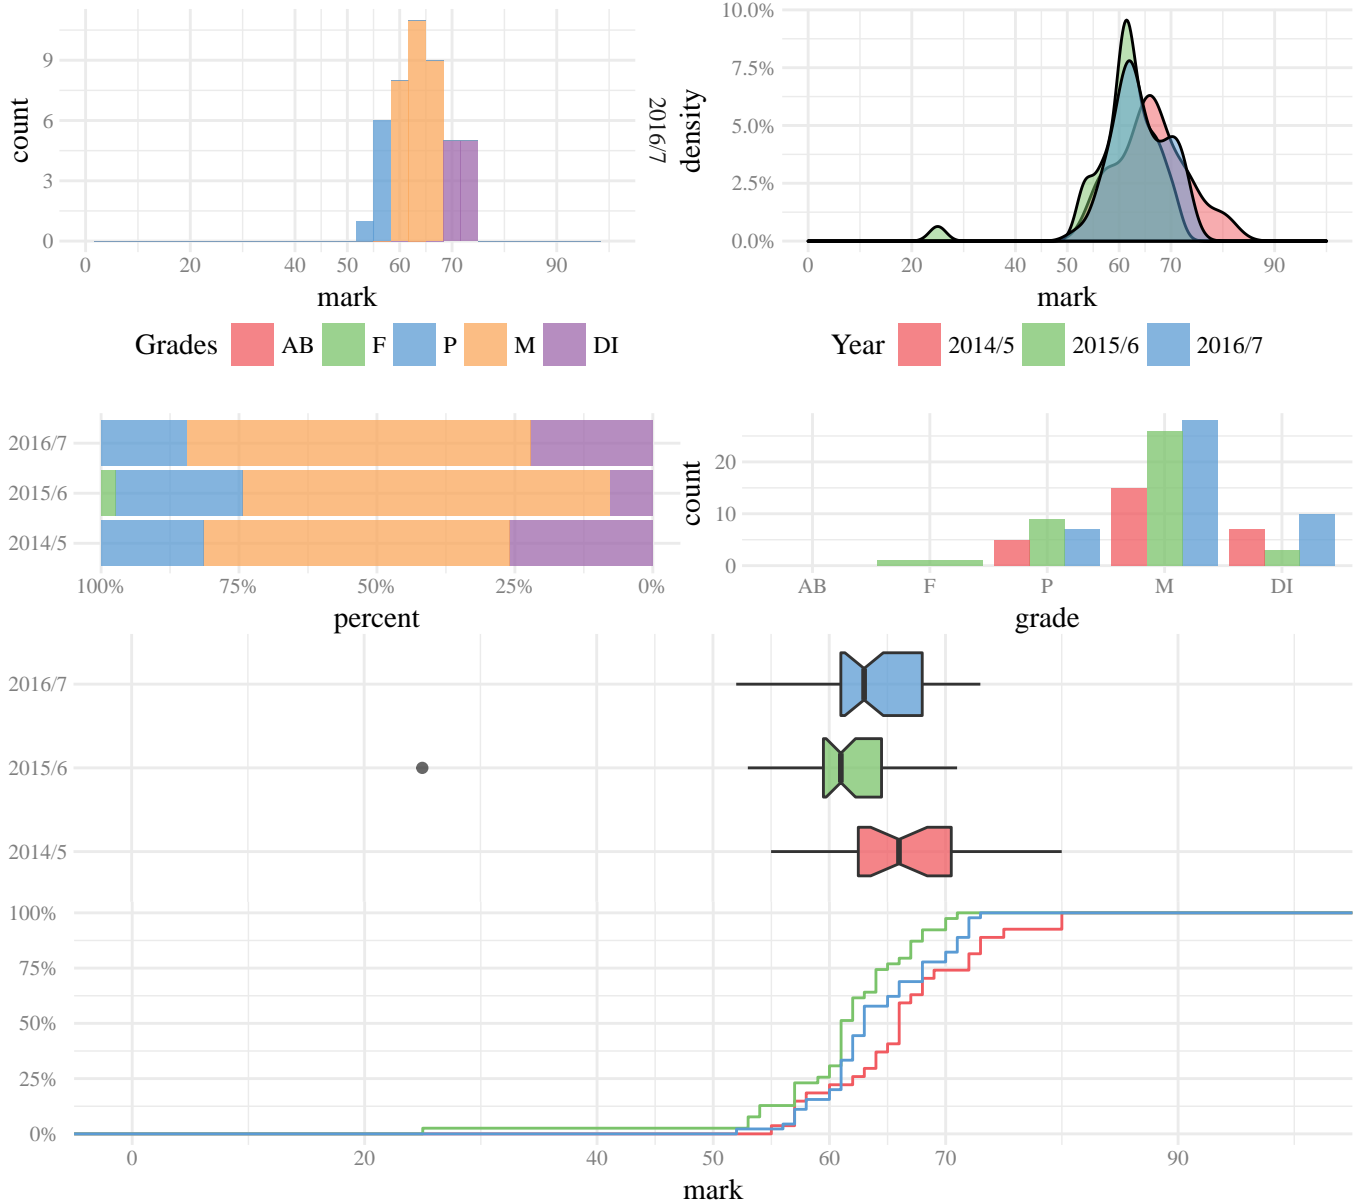 9
6
3
0
count
0 20 40 50 60 70 90
mark
2016/7
Grades AB F P M DI
10.0%
7.5%
5.0%
2.5%
0.0%
density
0 20 40 50 60 70 90
mark
Year 2014/5 2015/6 2016/7
2016/7
2015/6
2014/5
100% 75% 50% 25% 0%
percent
20
10
0
count
AB F P M DI
grade
2016/7
2015/6
2014/5
100%
75%
50%
25%
0%
0 20 40 50 60 70 90
mark